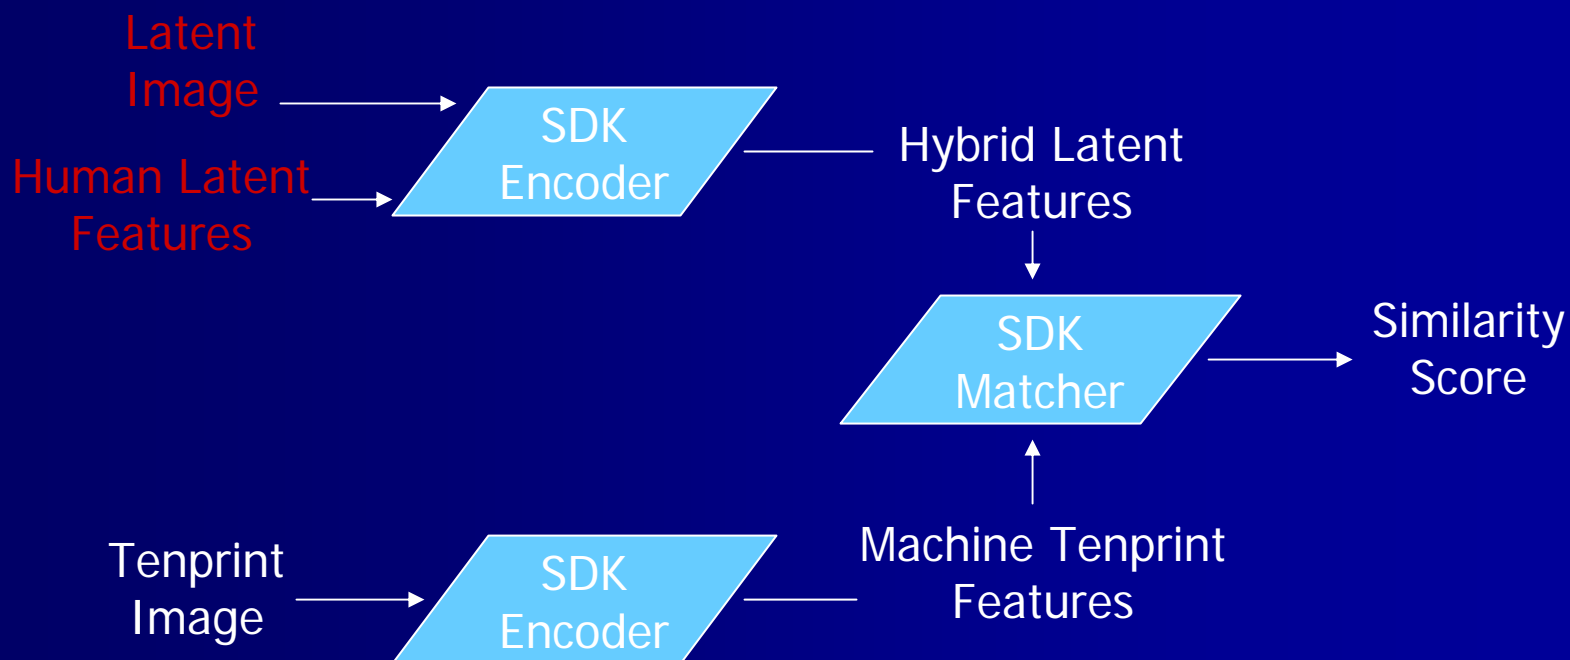 Latent
Image
Human Latent
Features
SDK
Encoder
Hybrid Latent
Features
SDK
Matcher
Similarity
Score
Tenprint
Image
SDK
Encoder
Machine Tenprint
Features